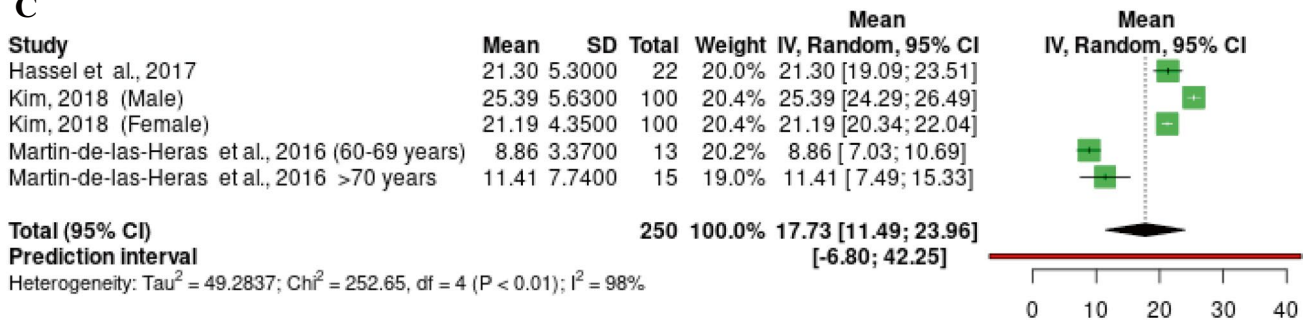 C
Mean Mean
Study Mean SD Total Weight IV, Random, 95% CI IV, Random, 95% CI
Hassel et al., 2017 21.30 5.3000 22 20.0% 21.30 [19.09; 23.51]
Kim, 2018 (Male) 25.39 5.6300 100 20.4% 25.39 [24.29; 26.49]
Kim, 2018 (Female) 21.19 4.3500 100 20.4% 21.19 [20.34; 22.04]
Martin-de-las-Heras et al., 2016 (60-69 years) 8.86 3.3700 13 20.2% 8.86 [ 7.03; 10.69]
Martin-de-las-Heras et al., 2016 >70 years 11.41 7.7400 15 19.0% 11.41 [ 7.49; 15.33]
Total (95% CI) 250 100.0% 17.73 [11.49; 23.96]
Prediction interval [-6.80; 42.25]
Heterogeneity: Tau² = 49.2837; Chi² = 252.65, df = 4 (P < 0.01); I² = 98%
0 10 20 30 40